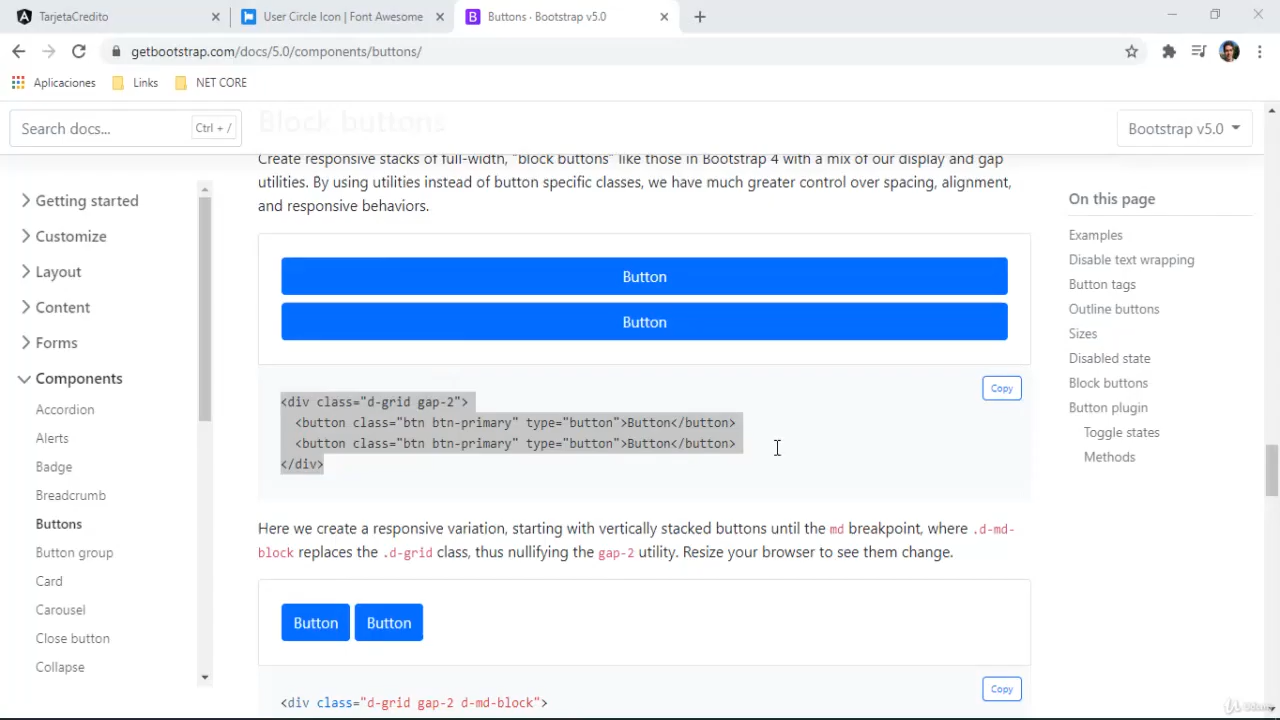 TarjetaCredito
User Circle Icon | Font Awesome
Buttons · Bootstrap v5.0
getbootstrap.com/docs/5.0/components/buttons/
Aplicaciones
Links
NET CORE
Search docs...
Ctrl + /
Block buttons
Bootstrap v5.0
Create responsive stacks of full-width, "block buttons" like those in Bootstrap 4 with a mix of our display and gap
utilities. By using utilities instead of button specific classes, we have much greater control over spacing, alignment,
and responsive behaviors.
Getting started
Customize
Layout
Content
Forms
Components
Accordion
Alerts
Badge
Breadcrumb
Buttons
Button group
Card
Carousel
Close button
Collapse
Button
Button
Copy
<div class="d-grid gap-2">
<button class="btn btn-primary" type="button">Button</button>
<button class="btn btn-primary" type="button">Button</button>
</div>
Here we create a responsive variation, starting with vertically stacked buttons until the md breakpoint, where .d-md-
block replaces the .d-grid class, thus nullifying the gap-2 utility. Resize your browser to see them change.
Button
Button
Copy
<div class="d-grid gap-2 d-md-block">
On this page
Examples
Disable text wrapping
Button tags
Outline buttons
Sizes
Disabled state
Block buttons
Button plugin
Toggle states
Methods